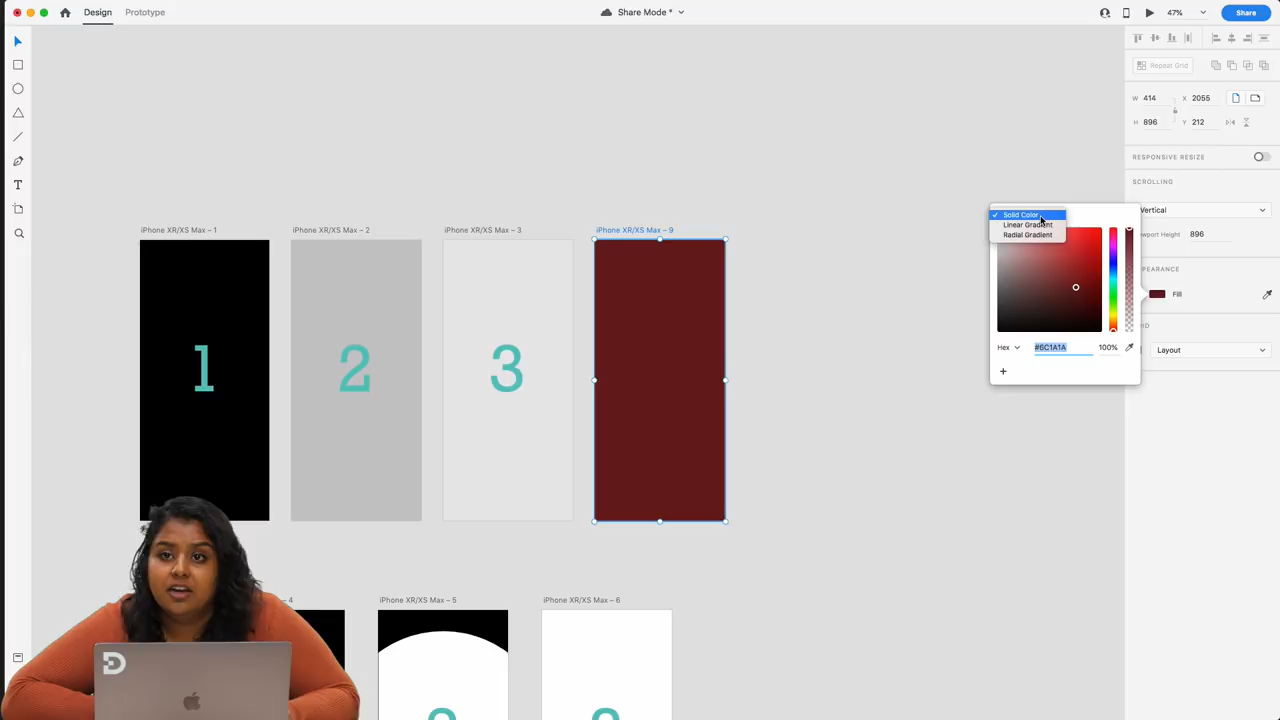 Design
Prototype
Share Mode *
47%
Share
Repeat Grid
W 414
X 2055
H 896
Y 212
RESPONSIVE RESIZE
SCROLLING
Vertical
Viewport Height 896
Solid Color
Linear Gradient
Radial Gradient
Fill
Hex
#6C1A1A
100%
Layout
iPhone XR/XS Max – 1
iPhone XR/XS Max – 2
iPhone XR/XS Max – 3
iPhone XR/XS Max – 9
1
2
3
– 4
iPhone XR/XS Max – 5
iPhone XR/XS Max – 6